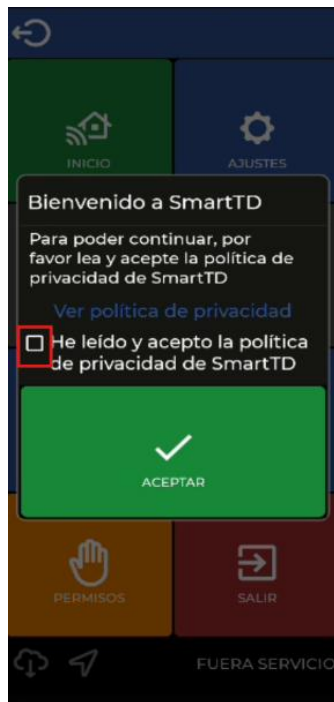 INICIO
AJUSTES
Bienvenido a SmartTD
Para poder continuar, por
favor lea y acepte la política de
privacidad de SmartTD
Ver política de privacidad
He leído y acepto la política
de privacidad de SmartTD
ACEPTAR
PERMISOS
SALIR
FUERA SERVICIO